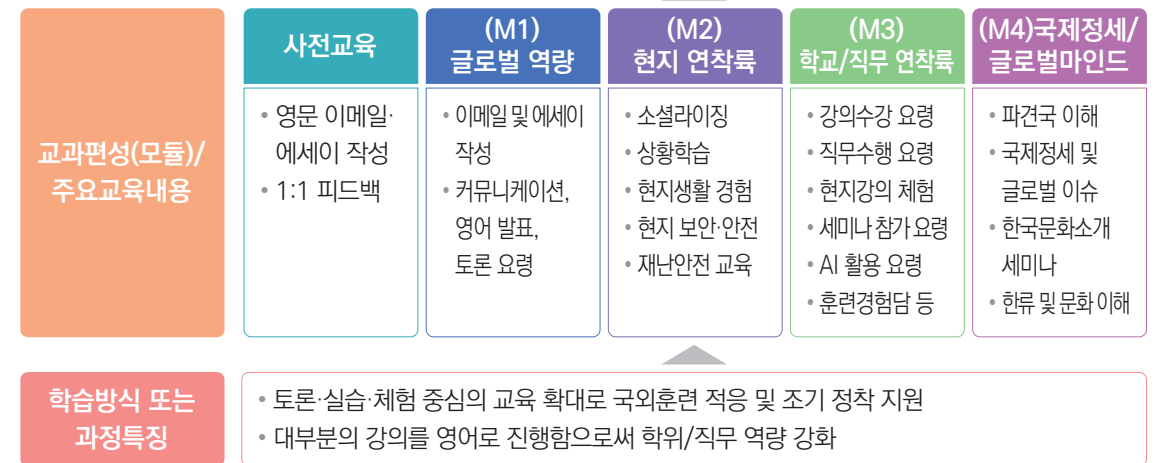 교과편성(모듈)/
주요교육내용
사전교육
• 영문 이메일·
에세이 작성
• 1:1 피드백
(M1)
글로벌 역량
• 이메일 및 에세이
작성
• 커뮤니케이션,
영어 발표,
토론 요령
(M2)
현지 연착륙
• 소셜라이징
• 상황학습
• 현지생활 경험
• 현지 보안·안전
• 재난안전 교육
(M3)
학교/직무 연착륙
• 강의수강 요령
• 직무수행 요령
• 현지강의 체험
• 세미나 참가 요령
• AI 활용 요령
• 훈련경험담 등
(M4)국제정세/
글로벌마인드
• 파견국 이해
• 국제정세 및
글로벌 이슈
• 한국문화소개
세미나
• 한류 및 문화 이해
학습방식 또는
과정특징
• 토론·실습·체험 중심의 교육 확대로 국외훈련 적응 및 조기 정착 지원
• 대부분의 강의를 영어로 진행함으로써 학위/직무 역량 강화